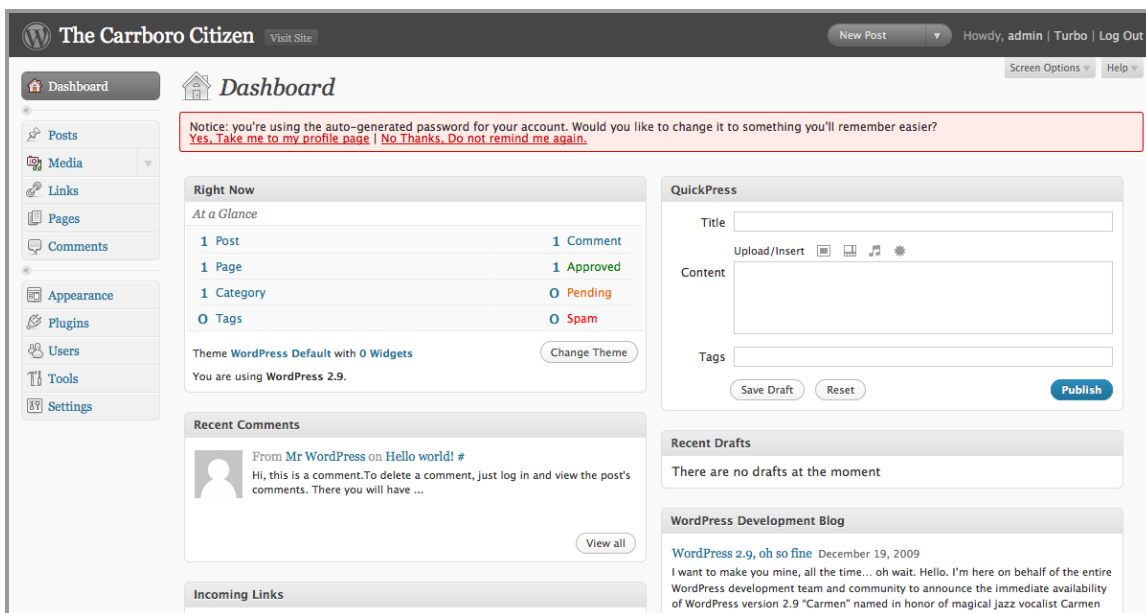 The Carrboro Citizen Visit Site
New Post
Howdy, admin | Turbo | Log Out
Screen Options
Help
Dashboard
Posts
Media
Links
Pages
Comments
Appearance
Plugins
Users
Tools
Settings
Dashboard
Notice: you're using the auto-generated password for your account. Would you like to change it to something you'll remember easier?
Yes, Take me to my profile page | No Thanks, Do not remind me again.
Right Now
At a Glance
1 Post 1 Comment
1 Page 1 Approved
1 Category 0 Pending
0 Tags 0 Spam
Theme WordPress Default with 0 Widgets
Change Theme
You are using WordPress 2.9.
Recent Comments
From Mr WordPress on Hello world! #
Hi, this is a comment.To delete a comment, just log in and view the post's
comments. There you will have ...
View all
Incoming Links
QuickPress
Title
Upload/Insert
Content
Tags
Save Draft
Reset
Publish
Recent Drafts
There are no drafts at the moment
WordPress Development Blog
WordPress 2.9, oh so fine December 19, 2009
I want to make you mine, all the time… oh wait. Hello. I'm here on behalf of the entire
WordPress development team and community to announce the immediate availability
of WordPress version 2.9 "Carmen" named in honor of magical jazz vocalist Carmen